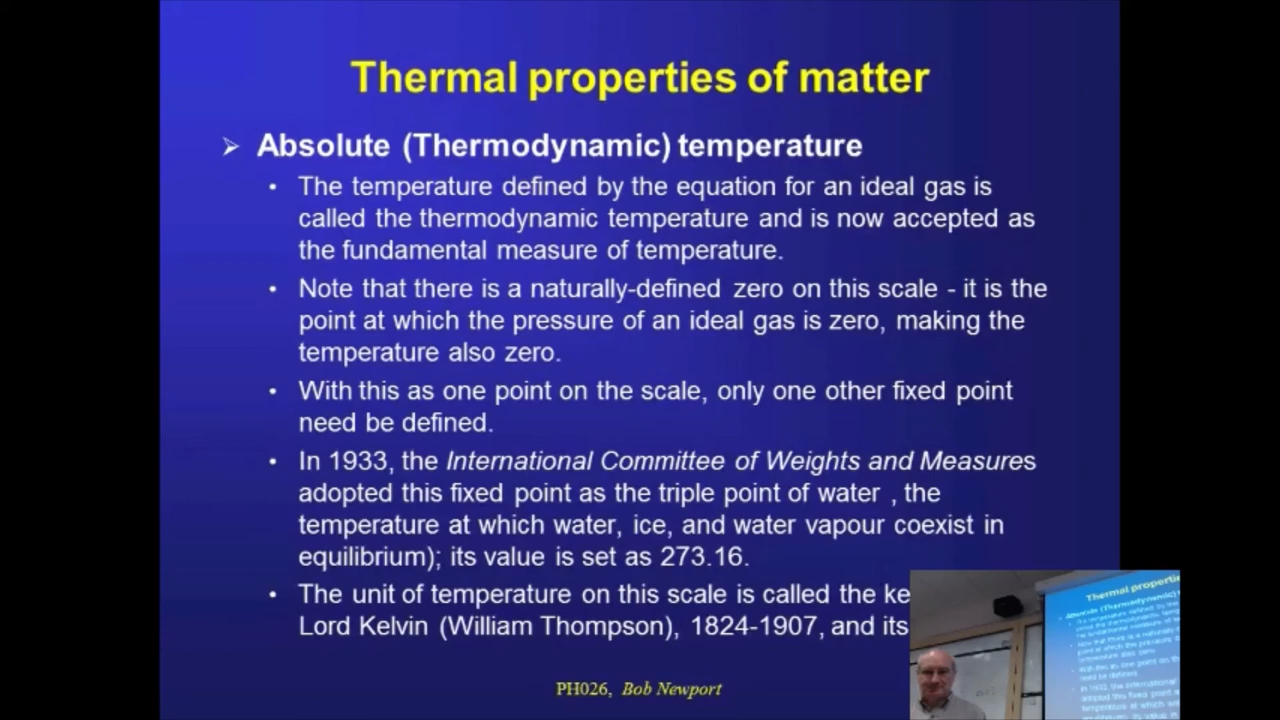 Thermal properties of matter
➢ Absolute (Thermodynamic) temperature
• The temperature defined by the equation for an ideal gas is
called the thermodynamic temperature and is now accepted as
the fundamental measure of temperature.
• Note that there is a naturally-defined zero on this scale - it is the
point at which the pressure of an ideal gas is zero, making the
temperature also zero.
• With this as one point on the scale, only one other fixed point
need be defined.
• In 1933, the International Committee of Weights and Measures
adopted this fixed point as the triple point of water , the
temperature at which water, ice, and water vapour coexist in
equilibrium); its value is set as 273.16.
• The unit of temperature on this scale is called the ke
Lord Kelvin (William Thompson), 1824-1907, and its
PH026, Bob Newport
Thermal properti
Absolute (Thermodynamic)